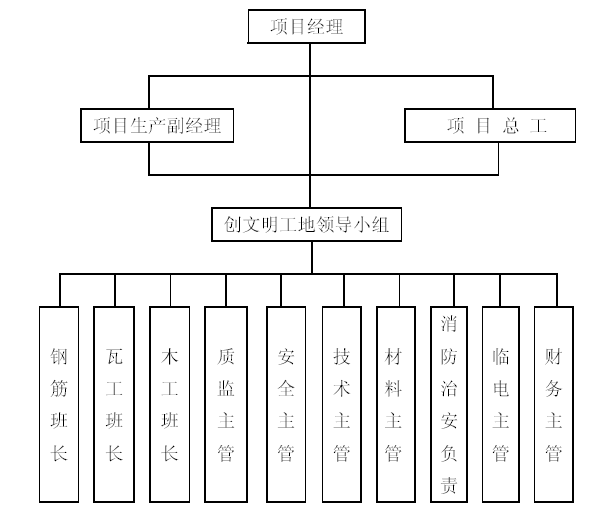 项目经理
项目生产副经理
项目总工
创文明工地领导小组
钢筋班长
瓦工班长
木工班长
质监主管
安全主管
技术主管
材料主管
消防治安负责
临电主管
财务主管